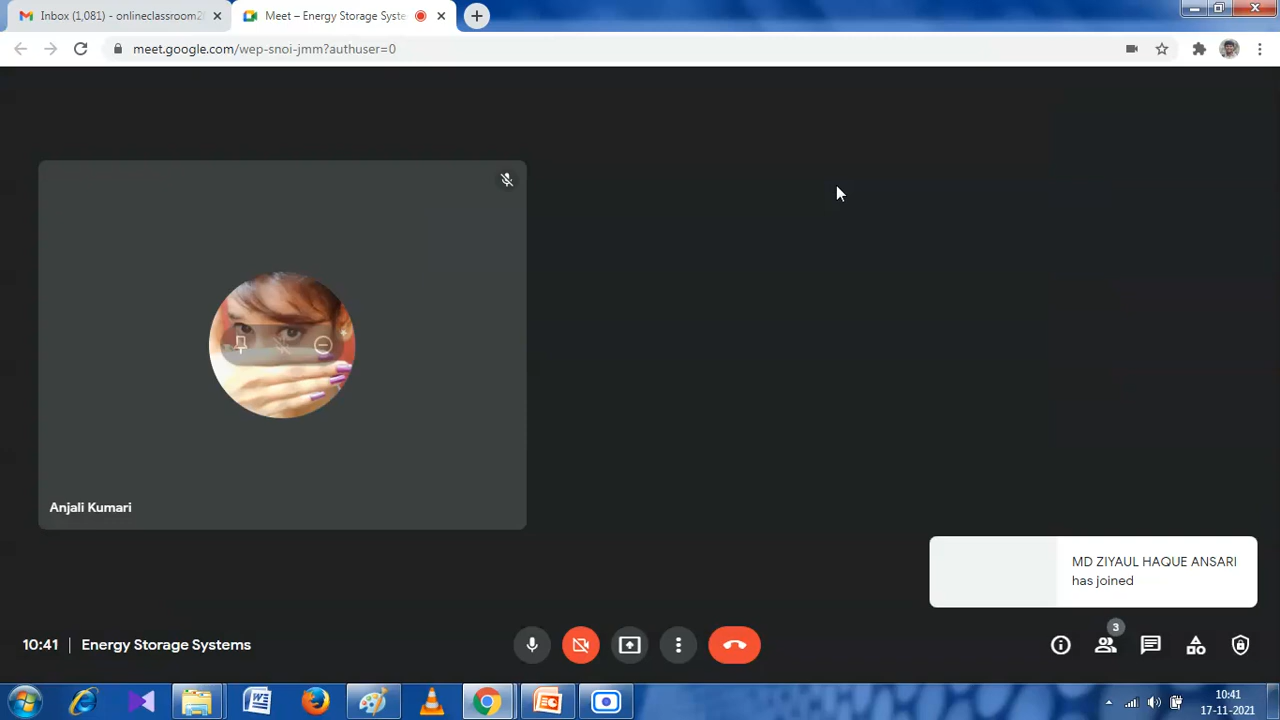 Inbox (1,081) - onlineclassroom2
Meet – Energy Storage Syste
meet.google.com/wep-snoi-jmm?authuser=0
Anjali Kumari
MD ZIYAUL HAQUE ANSARI
has joined
10:41 | Energy Storage Systems
3
10:41
17-11-2021